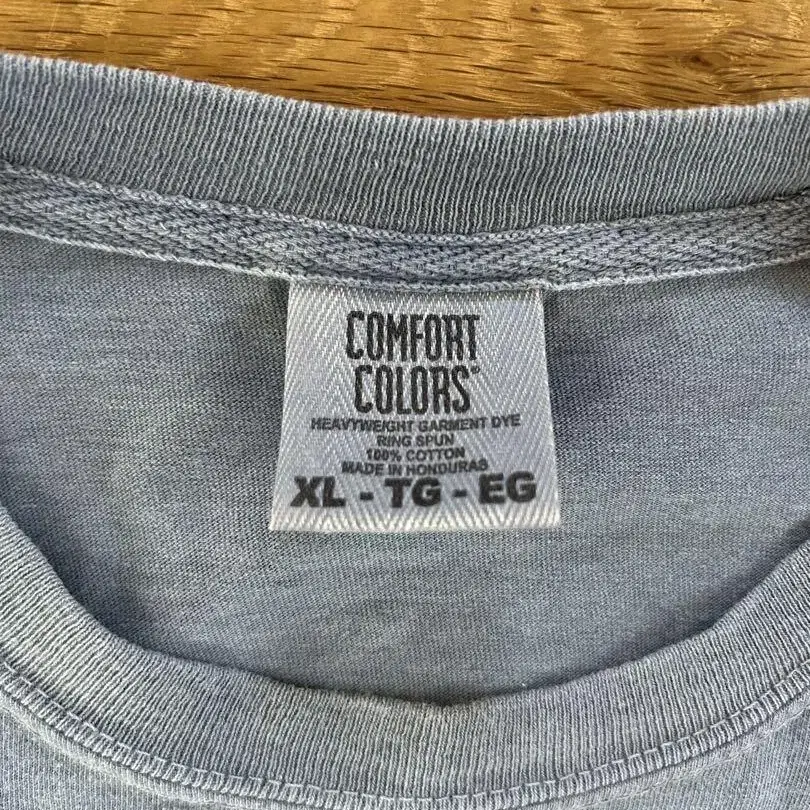 COMFORT
COLORS®
HEAVYWEIGHT GARMENT DYE
RING SPUN
100% COTTON
MADE IN HONDURAS
XL - TG - EG